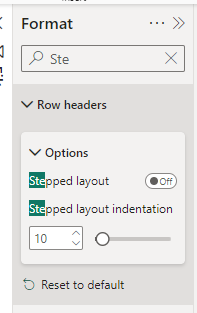 Format
Ste
Row headers
Options
Stepped layout
Off
Stepped layout indentation
10
Reset to default